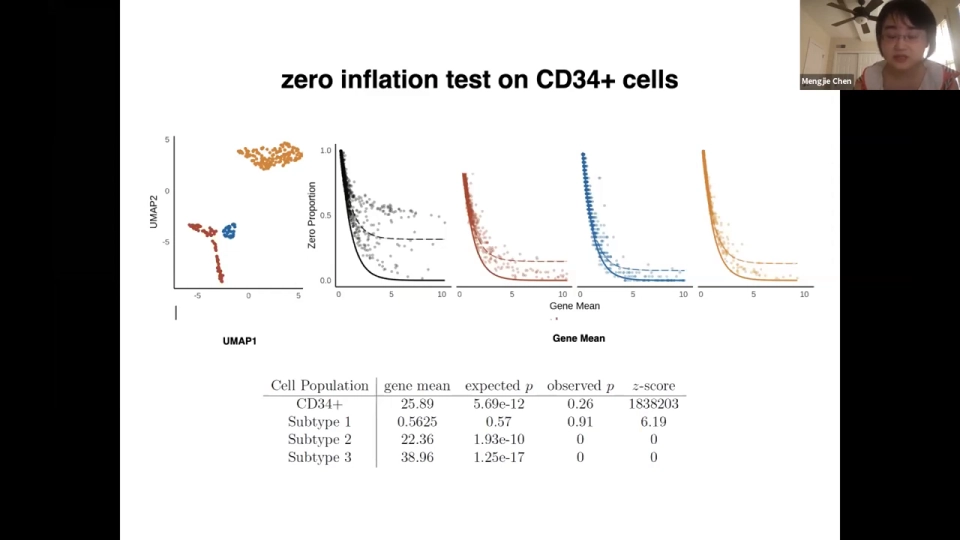 Mengjie Chen
zero inflation test on CD34+ cells
5
0
-5
UMAP2
-5 0 5
UMAP1
1.0
0.5
0.0
Zero Proportion
0 5 10 0 5 10 0 5 10 0 5 10
Gene Mean
Gene Mean
Cell Population gene mean expected p observed p z-score
CD34+ 25.89 5.69e-12 0.26 1838203
Subtype 1 0.5625 0.57 0.91 6.19
Subtype 2 22.36 1.93e-10 0 0
Subtype 3 38.96 1.25e-17 0 0